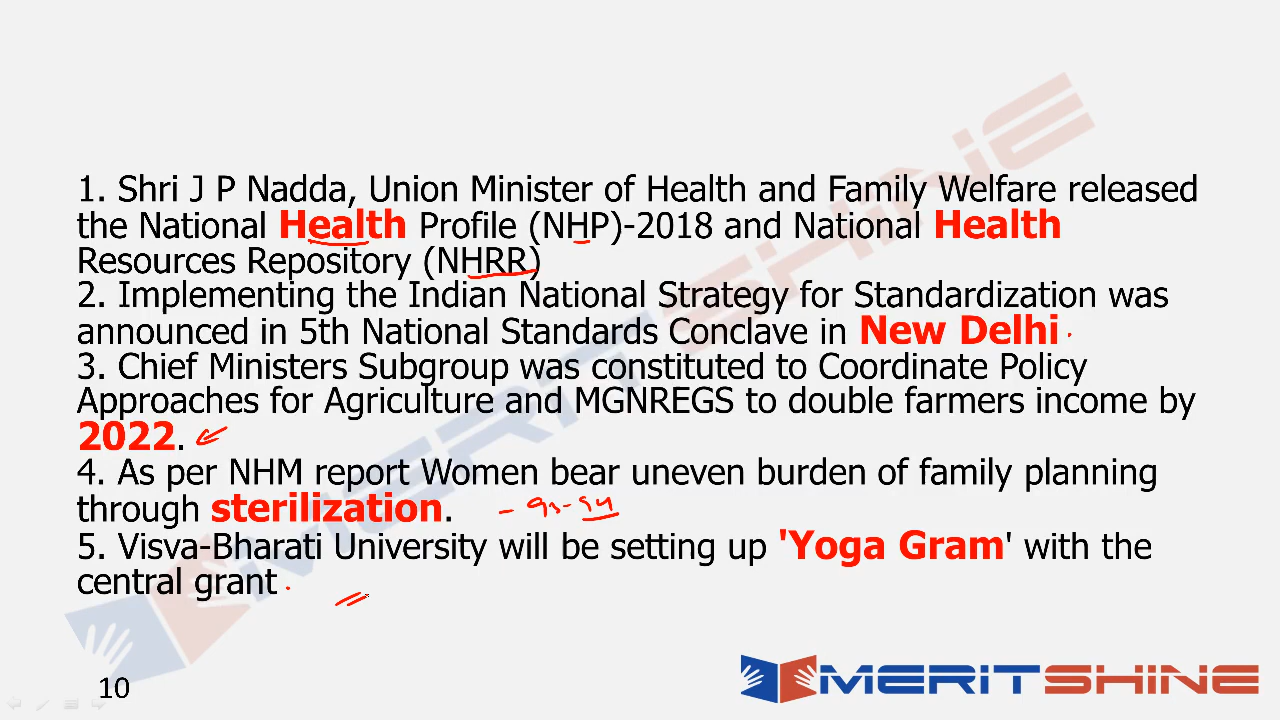 1. Shri J P Nadda, Union Minister of Health and Family Welfare released
the National Health Profile (NHP)-2018 and National Health
Resources Repository (NHRR)
2. Implementing the Indian National Strategy for Standardization was
announced in 5th National Standards Conclave in New Delhi
3. Chief Ministers Subgroup was constituted to Coordinate Policy
Approaches for Agriculture and MGNREGS to double farmers income by
2022.
4. As per NHM report Women bear uneven burden of family planning
through sterilization.
5. Visva-Bharati University will be setting up 'Yoga Gram' with the
central grant
10
MERITSHINE
MERITSHINE